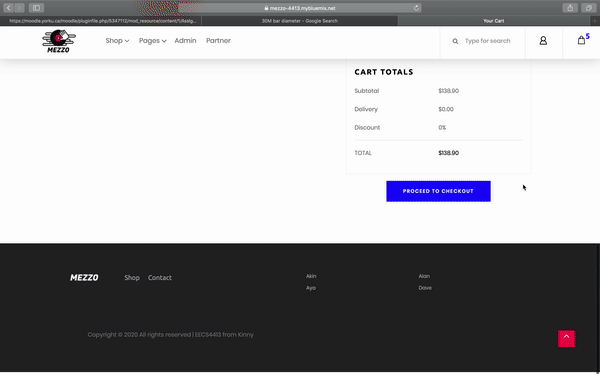 mezzo-4413.mybluemix.net
https://moodle.yorku.ca/moodle/pluginfile.php/5347112/mod_resource/content/1/Assig...
30M bar diameter - Google Search
Your Cart
MEZZO
Shop
Pages
Admin
Partner
Type for search
5
CART TOTALS
Subtotal $138.90
Delivery $0.00
Discount 0%
TOTAL $138.90
PROCEED TO CHECKOUT
MEZZO
Shop Contact
Akin Alan
Aya Dave
Copyright © 2020 All rights reserved | EECS4413 from Kinny